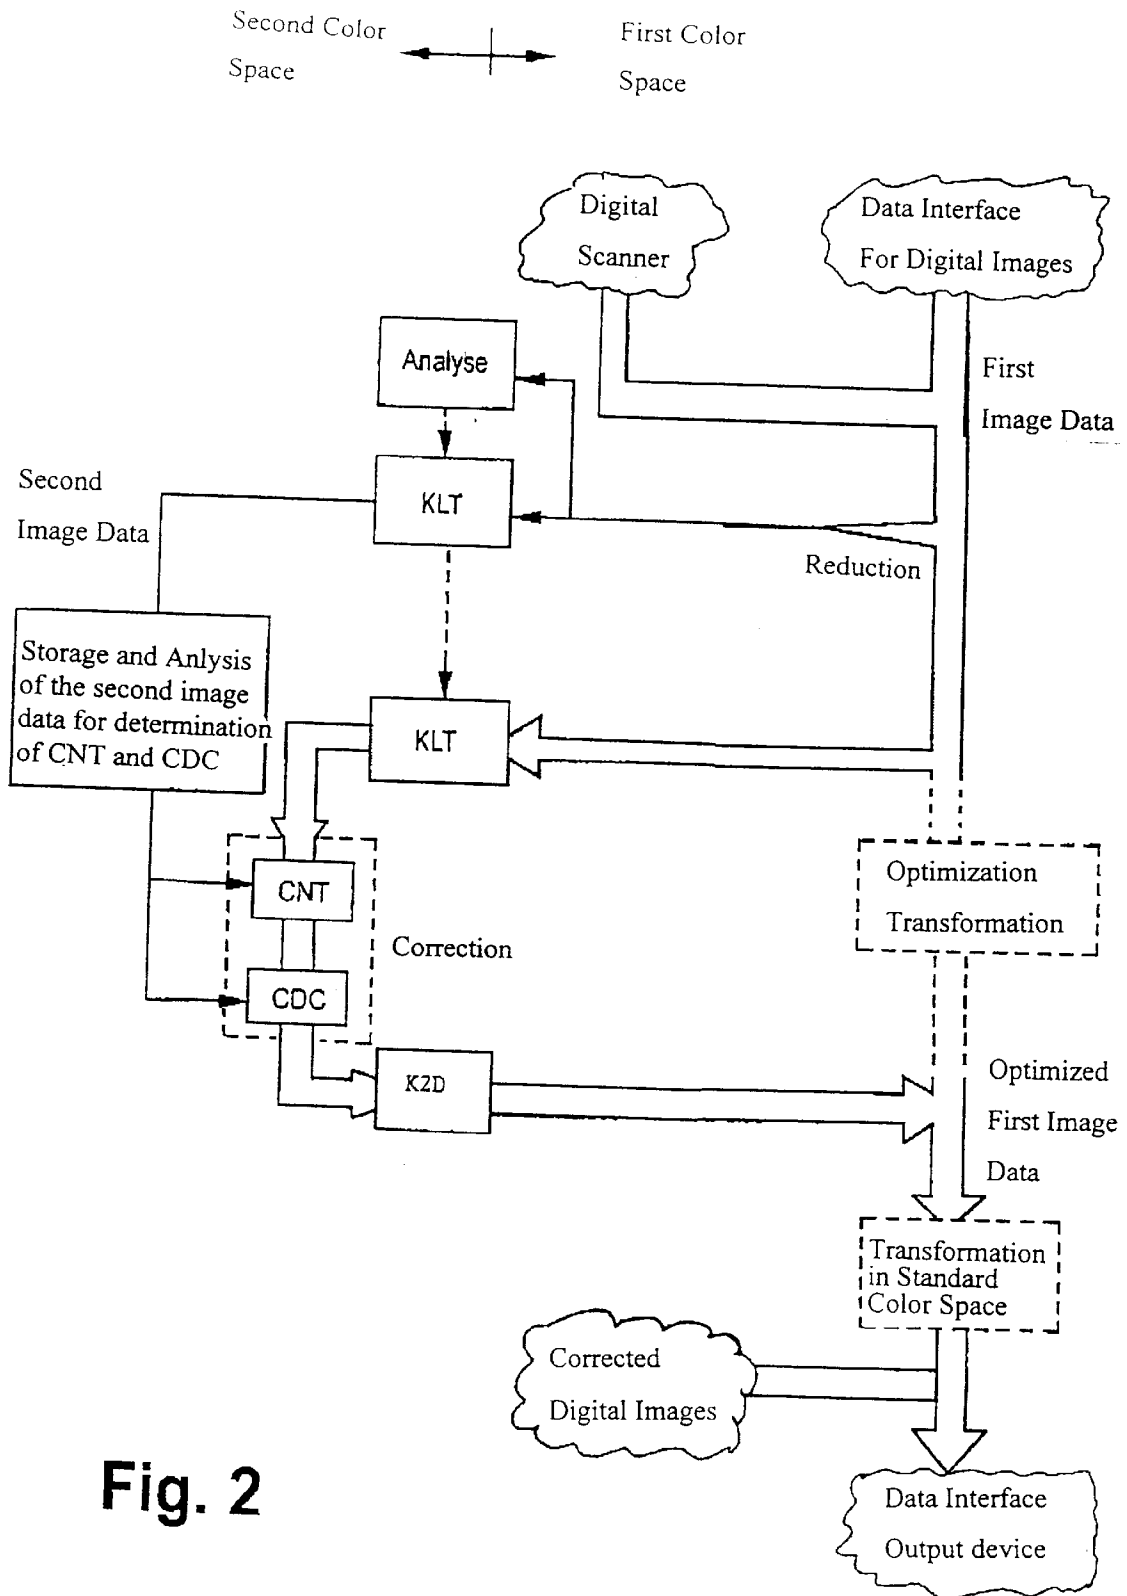 Second Color
Space
First Color
Space
Digital
Scanner
Data Interface
For Digital Images
Analyse
First
Image Data
KLT
Second
Image Data
Reduction
Storage and Anlysis
of the second image
data for determination
of CNT and CDC
KLT
Optimization
Transformation
CNT
Correction
CDC
K2D
Optimized
First Image
Data
Transformation
in Standard
Color Space
Corrected
Digital Images
Data Interface
Output device
Fig. 2